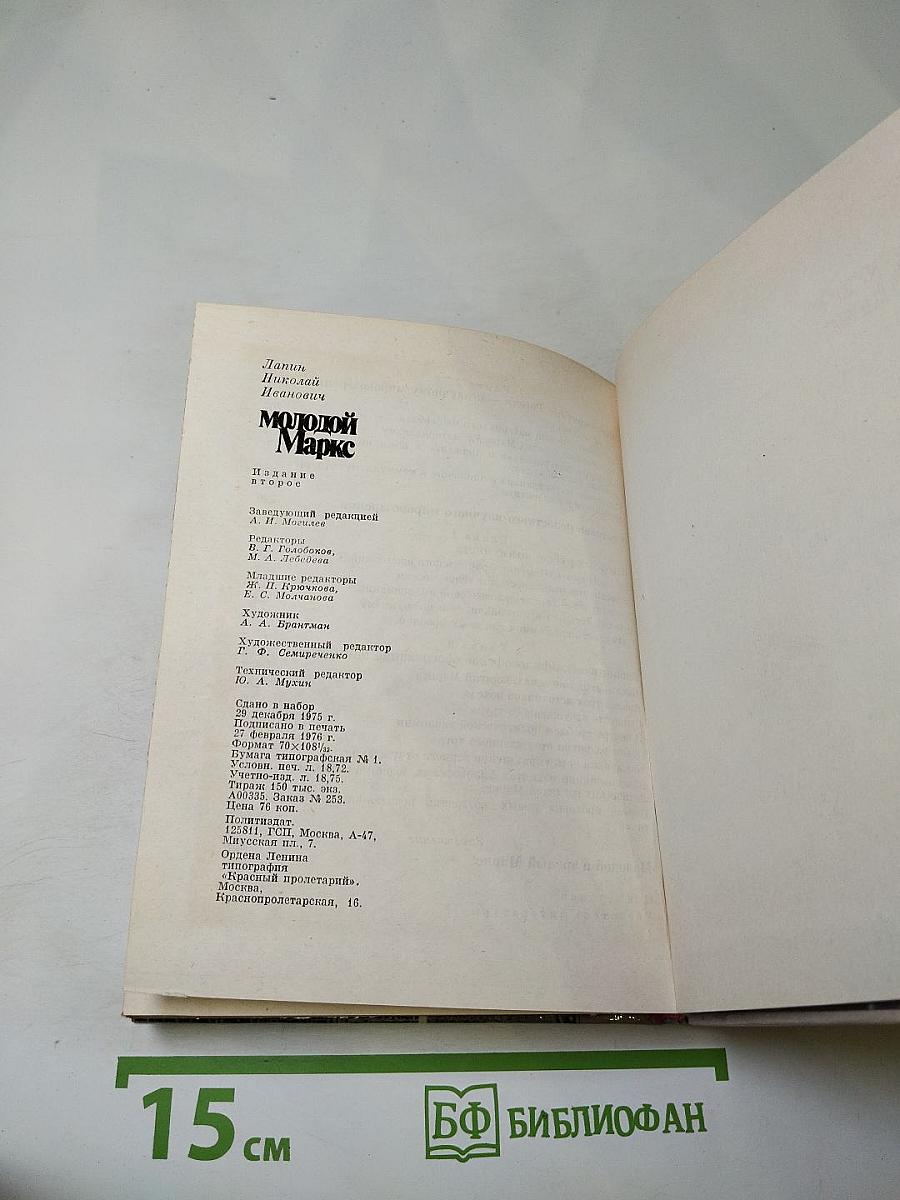 Лапин
Николай
Иванович
молодой
Маркс
Издание
второе
Заведующий редакцией
А. И. Могилев
Редакторы
В. Г. Голобоков,
М. А. Лебедева
Младшие редакторы
Ж. П. Крючкова,
Е. С. Молчанова
Художник
А. А. Брантман
Художественный редактор
Г. Ф. Семиреченко
Технический редактор
Ю. А. Мухин
Сдано в набор
29 декабря 1975 г.
Подписано в печать
27 февраля 1976 г.
Формат 70×108¹/₃₂.
Бумага типографская № 1.
Условн. печ. л. 18,72.
Учетно-изд. л. 18,75.
Тираж 150 тыс. экз.
А00335. Заказ № 253.
Цена 76 коп.
Политиздат.
125811, ГСП, Москва, А-47,
Миусская пл., 7.
Ордена Ленина
типография
«Красный пролетарий».
Москва,
Краснопролетарская, 16.
15 см
БФ БИБЛИОФАН